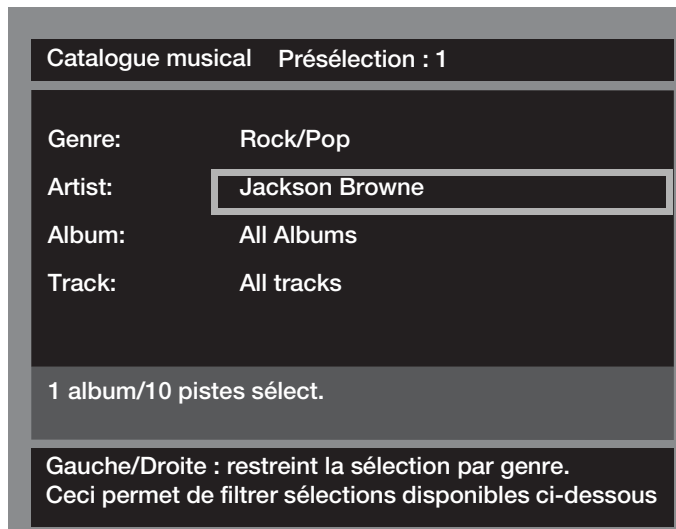 Catalogue musical Présélection : 1
Genre: Rock/Pop
Artist: Jackson Browne
Album: All Albums
Track: All tracks
1 album/10 pistes sélect.
Gauche/Droite : restreint la sélection par genre.
Ceci permet de filtrer sélections disponibles ci-dessous